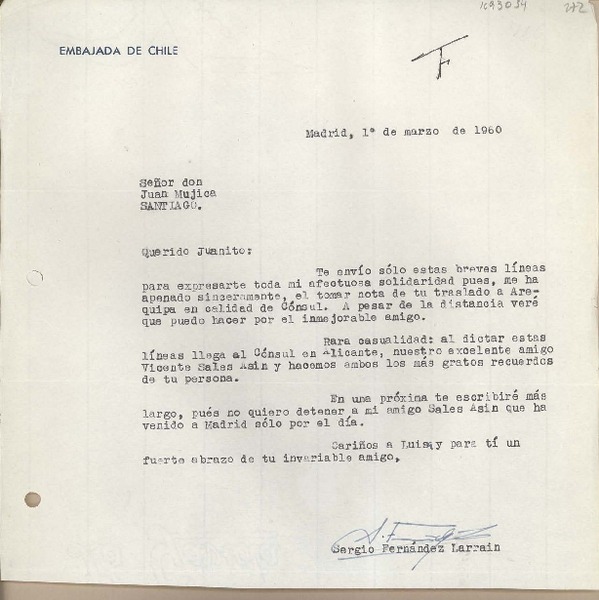 272
EMBAJADA DE CHILE
F
Madrid, 1º de marzo de 1960
Señor don
Juan Mujica
SANTIAGO.
Querido Juanito:
Te envío sólo estas breves líneas
para expresarte toda mi afectuosa solidaridad pues, me ha
apenado sinceramente, el tomar nota de tu traslado a Are-
quipa en calidad de Cónsul. A pesar de la distancia veré
que puedo hacer por el inmejorable amigo.
Rara casualidad: al dictar estas
líneas llega al Cónsul en Alicante, nuestro excelente amigo
Vicente Sales Asin y hacemos ambos los más gratos recuerdos
de tu persona.
En una próxima te escribiré más
largo, pués no quiero detener a mi amigo Sales Asin que ha
venido a Madrid sólo por el día.
Cariños a Luis, y para tí un
fuerte abrazo de tu invariable amigo,
Sergio Fernández Larrain